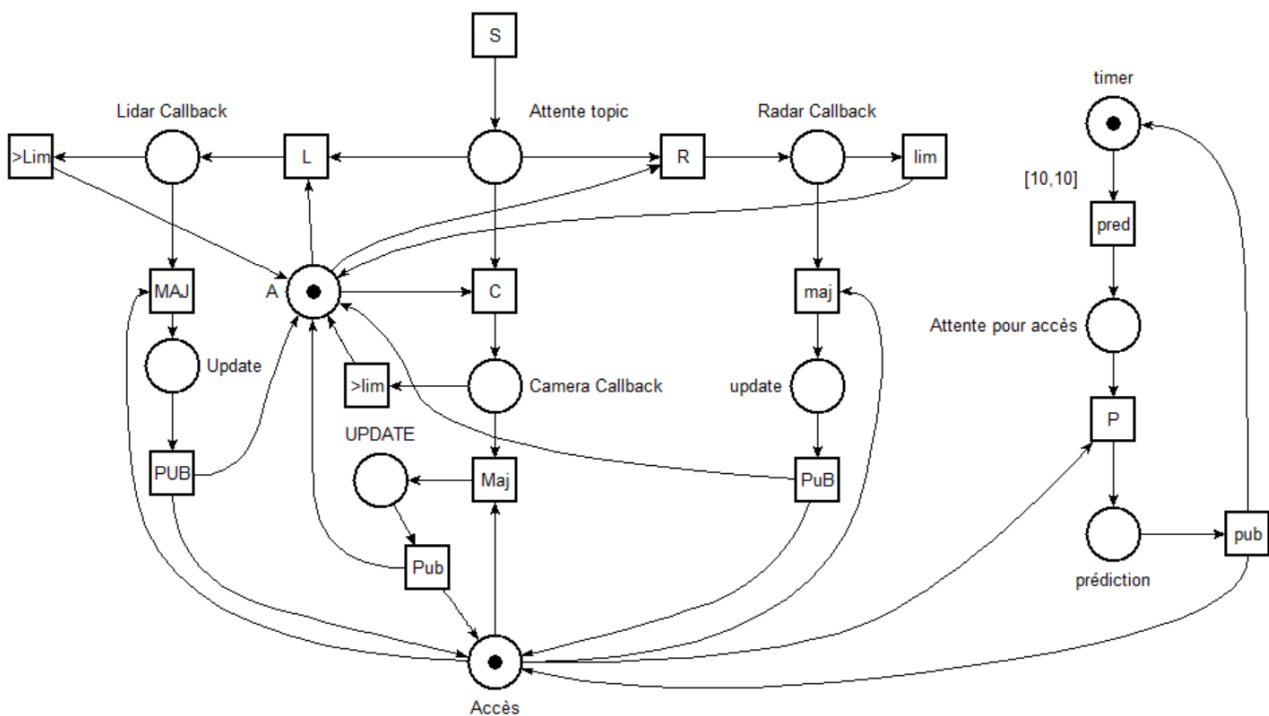 S
timer
Lidar Callback
Attente topic
Radar Callback
>Lim
L
R
lim
[10,10]
pred
MAJ
A
C
maj
Attente pour accès
Update
>lim
Camera Callback
update
P
UPDATE
PUB
Maj
PuB
pub
Pub
prédiction
Accès